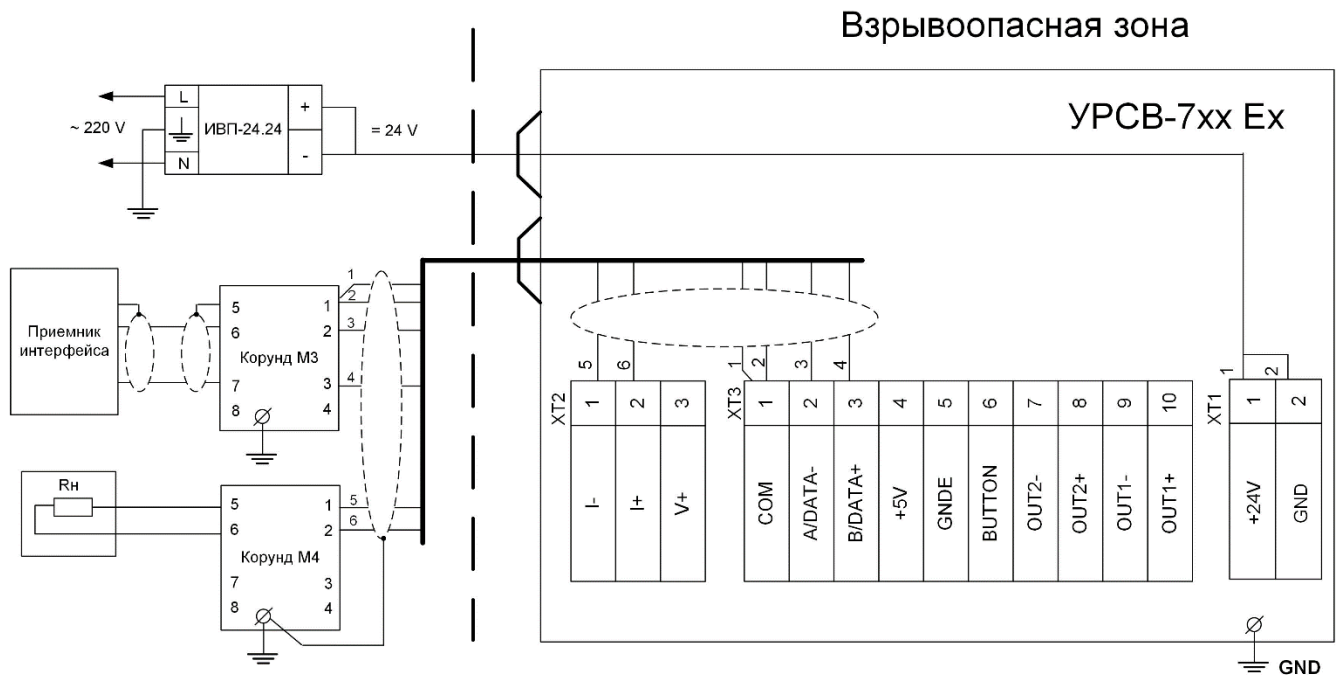 Взрывоопасная зона
УРСВ-7xx Ex
L
N
~ 220 V
ИВП-24.24
+
-
= 24 V
Приемник
интерфейса
5
6
7
8
Корунд М3
1
2
3
4
1
2
3
4
Rн
5
6
7
8
Корунд М4
1
2
3
4
5
6
5
6
XT2
1
2
3
I-
I+
V+
1
2
3
4
XT3
1
2
3
4
5
6
7
8
9
10
COM
A/DATA-
B/DATA+
+5V
GNDE
BUTTON
OUT2-
OUT2+
OUT1-
OUT1+
1
2
XT1
1
2
+24V
GND
GND